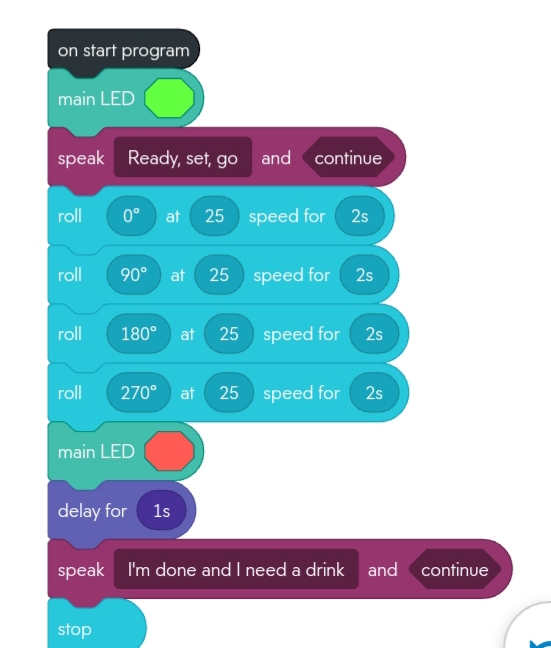 on start program
main LED
speak Ready, set, go and continue
roll 0° at 25 speed for 2s
roll 90° at 25 speed for 2s
roll 180° at 25 speed for 2s
roll 270° at 25 speed for 2s
main LED
delay for 1s
speak I'm done and I need a drink and continue
stop